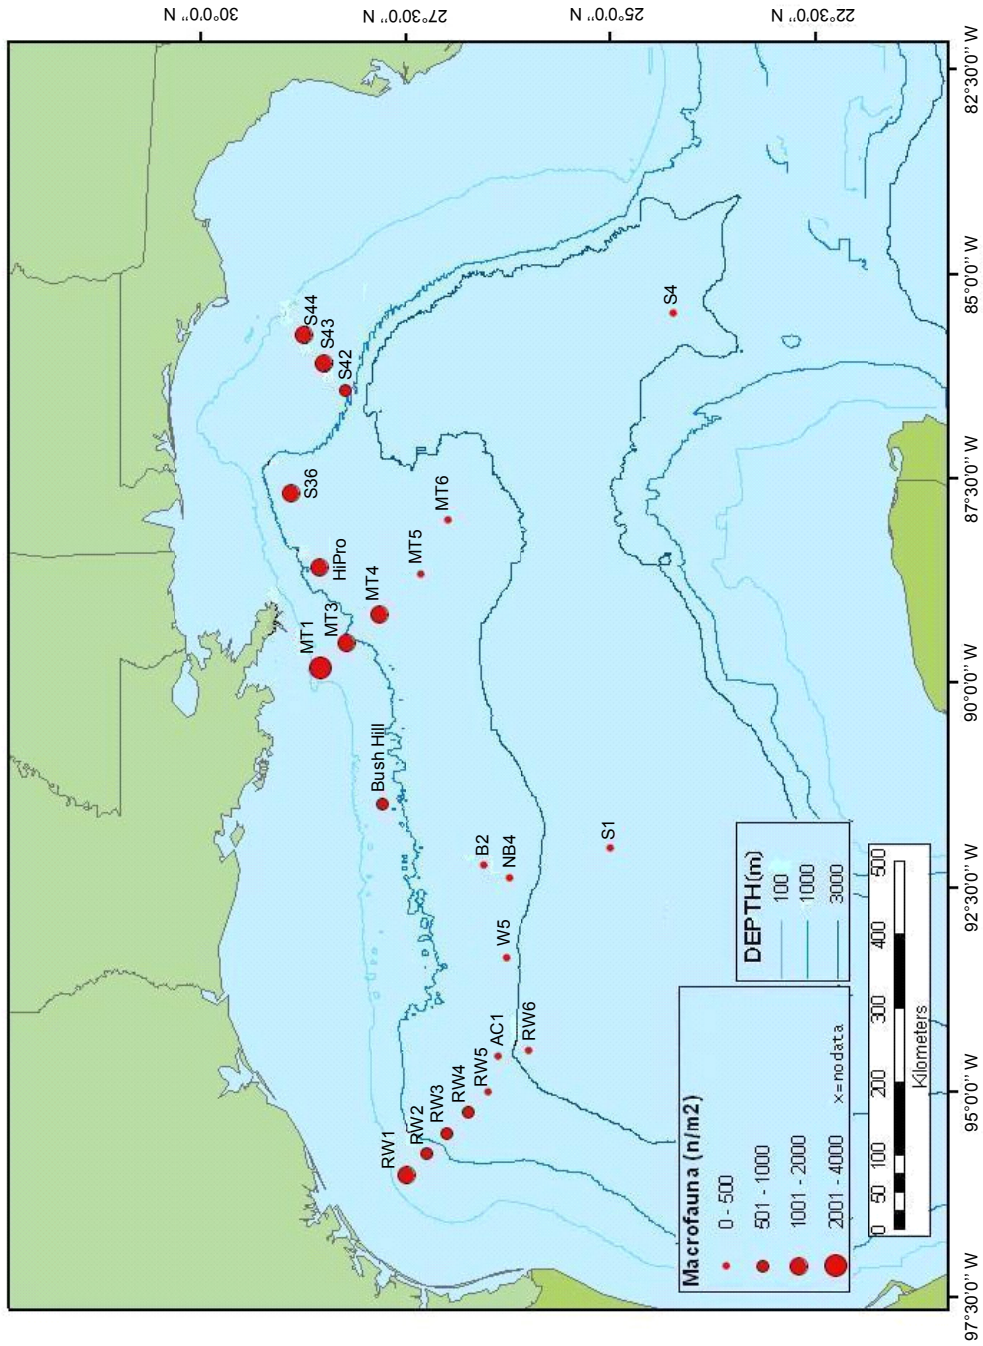 30°0'0" N
27°30'0" N
25°0'0" N
22°30'0" N
S44
S43
S42
S4
S36
MT6
MT5
HiPro
MT4
MT3
MT1
Bush Hill
B2
NB4
S1
W5
AC1
RW6
RW5
RW4
RW3
RW2
RW1
DEPTH(m)
100
1000
3000
Macrofauna (n/m2)
0 - 500
501 - 1000
1001 - 2000
2001 - 4000
x=nodata
0 50 100 200 300 400 500
Kilometers
97°30'0" W
95°0'0" W
92°30'0" W
90°0'0" W
87°30'0" W
85°0'0" W
82°30'0" W